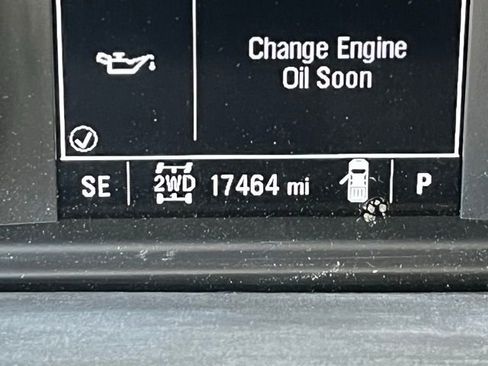 Change Engine
Oil Soon
SE 2WD 17464 mi P